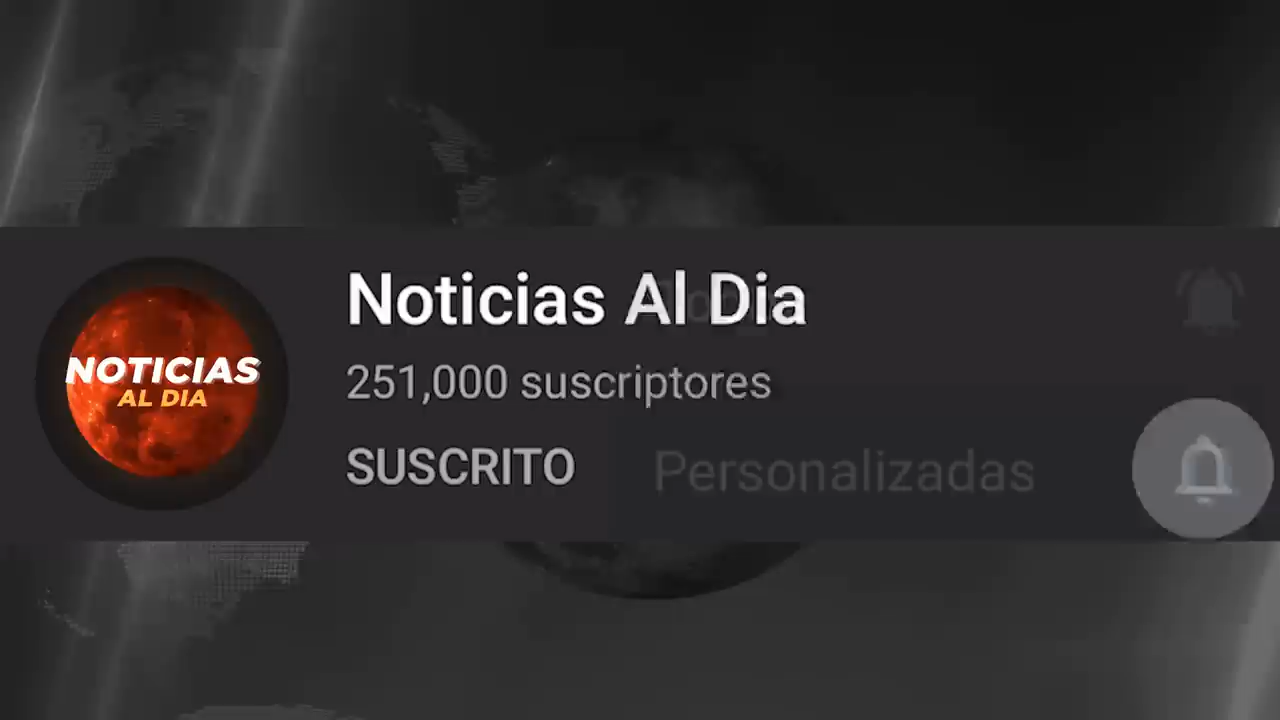 NOTICIAS
AL DIA
Noticias Al Dia
251,000 suscriptores
SUSCRITO
Personalizadas